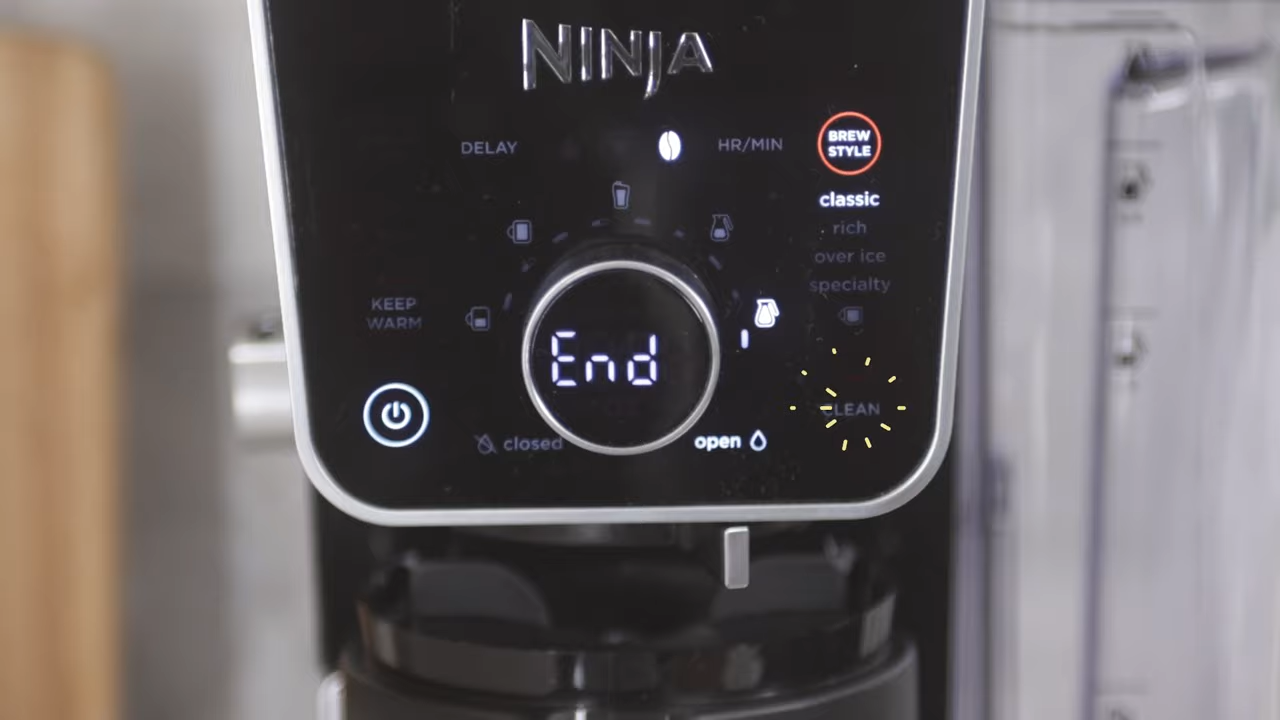 NINJA
DELAY
HR/MIN
BREW
STYLE
classic
rich
over ice
specialty
KEEP
WARM
End
CLEAN
closed
open